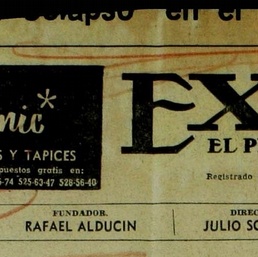 Colapso en el
nic*
S Y TAPICES
puestos gratis en:
-74 525-63-47 528-56-40
EX
EL P
Registrado
FUNDADOR.
RAFAEL ALDUCIN
DIREC
JULIO SC